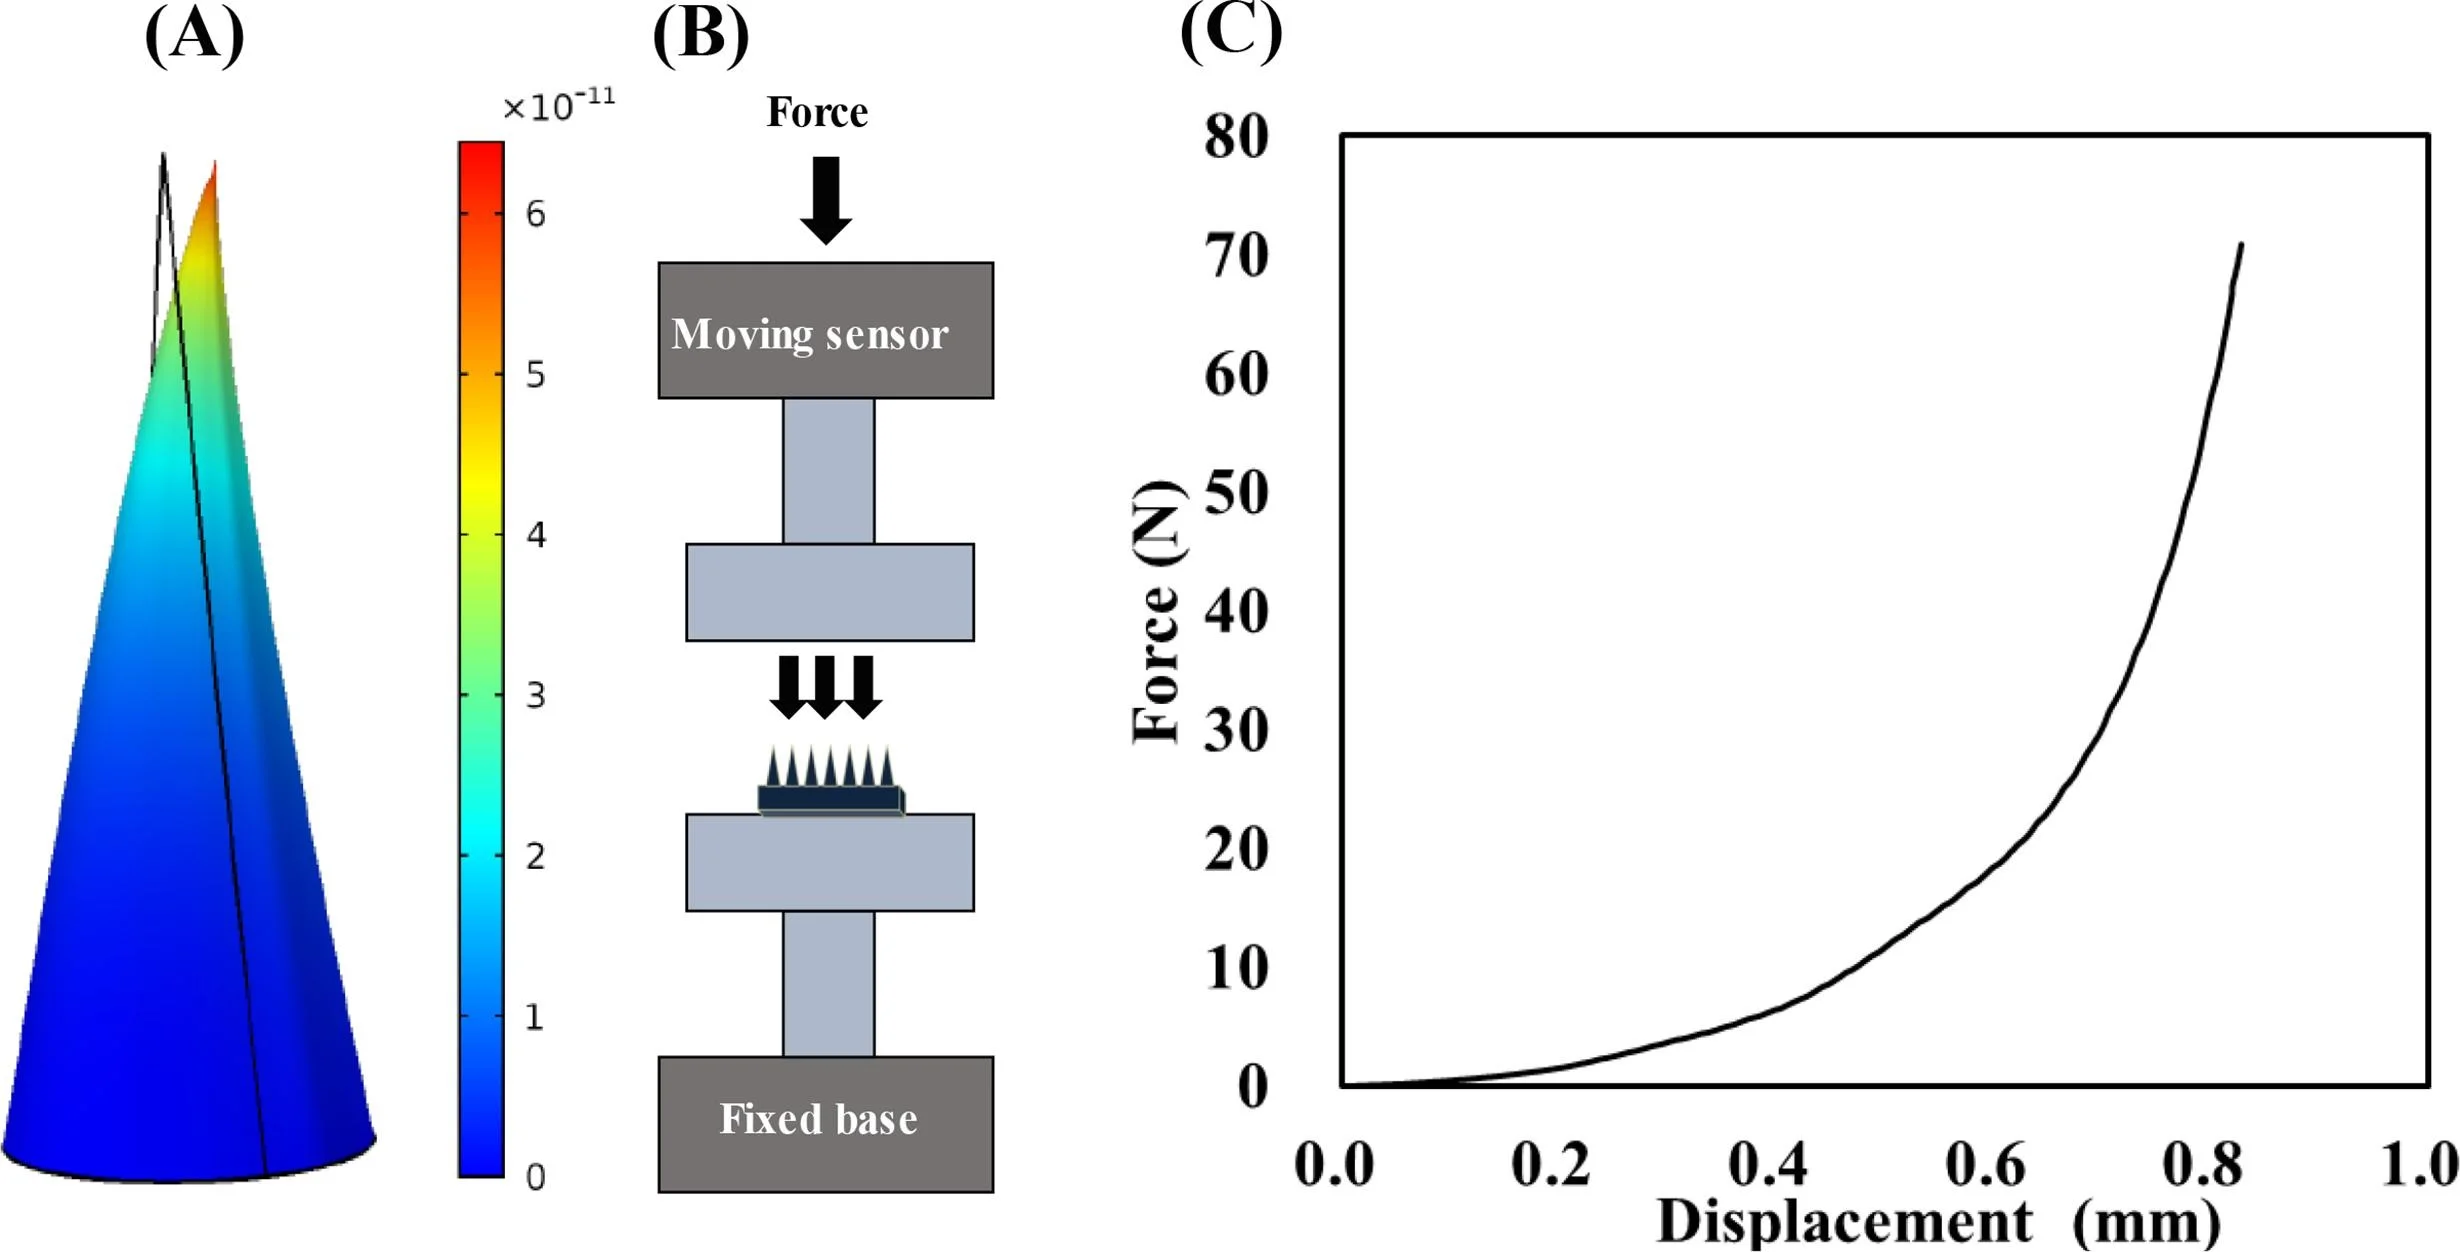 (A)
×10⁻¹¹
6
5
4
3
2
1
0
(B)
Force
Moving sensor
Fixed base
(C)
Force (N)
80
70
60
50
40
30
20
10
0
0.0 0.2 0.4 0.6 0.8 1.0
Displacement (mm)